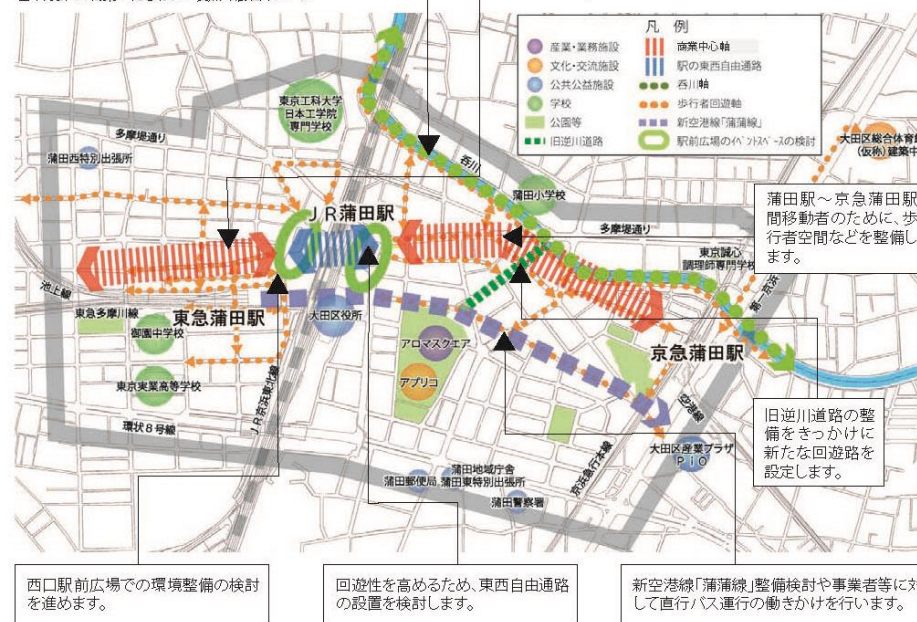 凡 例
産業・業務施設
文化・交流施設
公共公益施設
学校
公園等
旧逆川道路
商業中心軸
駅の東西自由通路
呑川軸
歩行者回遊軸
新空港線「蒲蒲線」
駅前広場のイベントスペースの検討
東京工科大学
日本工学院
専門学校
多摩堤通り
蒲田西特別出張所
呑川
蒲田小学校
大田区総合体育館
(仮称)建築中
JR蒲田駅
多摩堤通り
東京誠心
調理師専門学校
第一京浜
蒲田駅～京急蒲田駅
間移動者のために、歩
行者空間などを整備し
ます。
池上線
東急多摩川線
東急蒲田駅
大田区役所
御園中学校
アロマスクエア
京急蒲田駅
東京実業高等学校
アプリコ
JR京浜東北線
環状8号線
空港線
旧逆川道路の整
備をきっかけに
新たな回遊路を
設定します。
京浜急行本線
大田区産業プラザ
PiO
蒲田地域庁舎
蒲田郵便局
蒲田東特別出張所
蒲田警察署
西口駅前広場での環境整備の検討
を進めます。
回遊性を高めるため、東西自由通路
の設置を検討します。
新空港線「蒲蒲線」整備検討や事業者等に対
して直行バス運行の働きかけを行います。